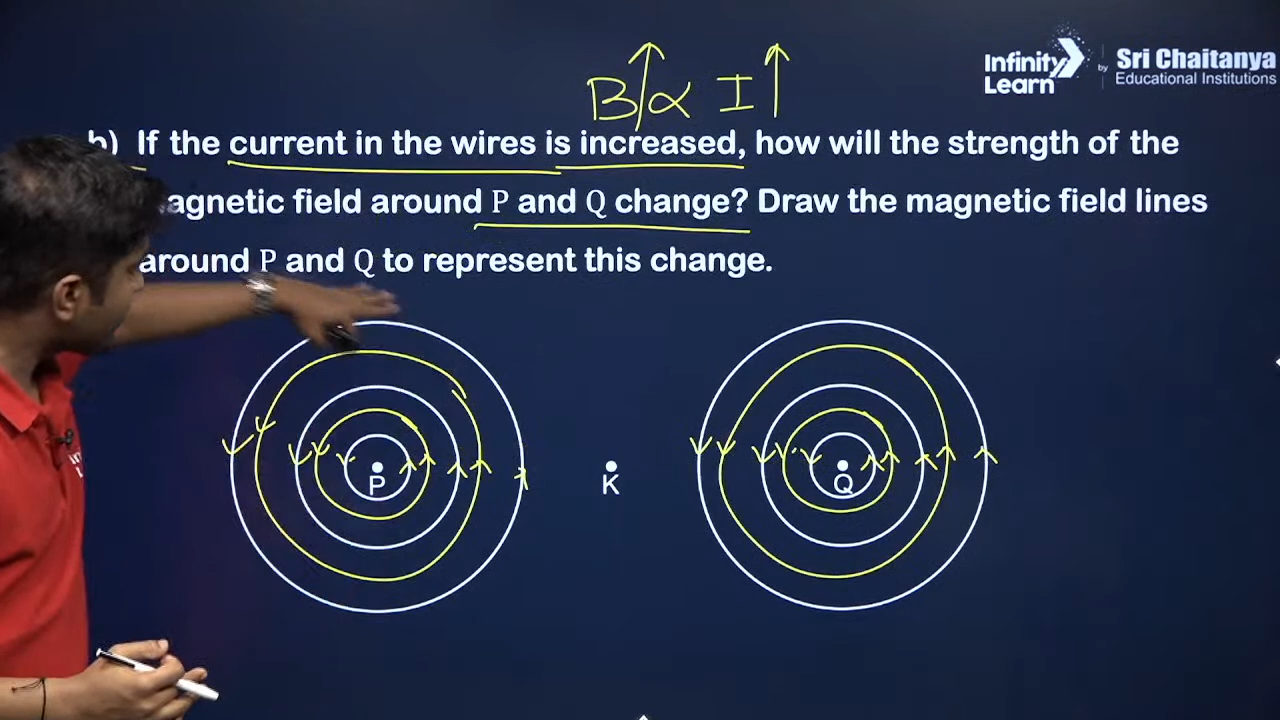 B↑ ∝ I↑
Infinity Learn by Sri Chaitanya Educational Institutions
b) If the current in the wires is increased, how will the strength of the
agnetic field around P and Q change? Draw the magnetic field lines
around P and Q to represent this change.
P
K
Q